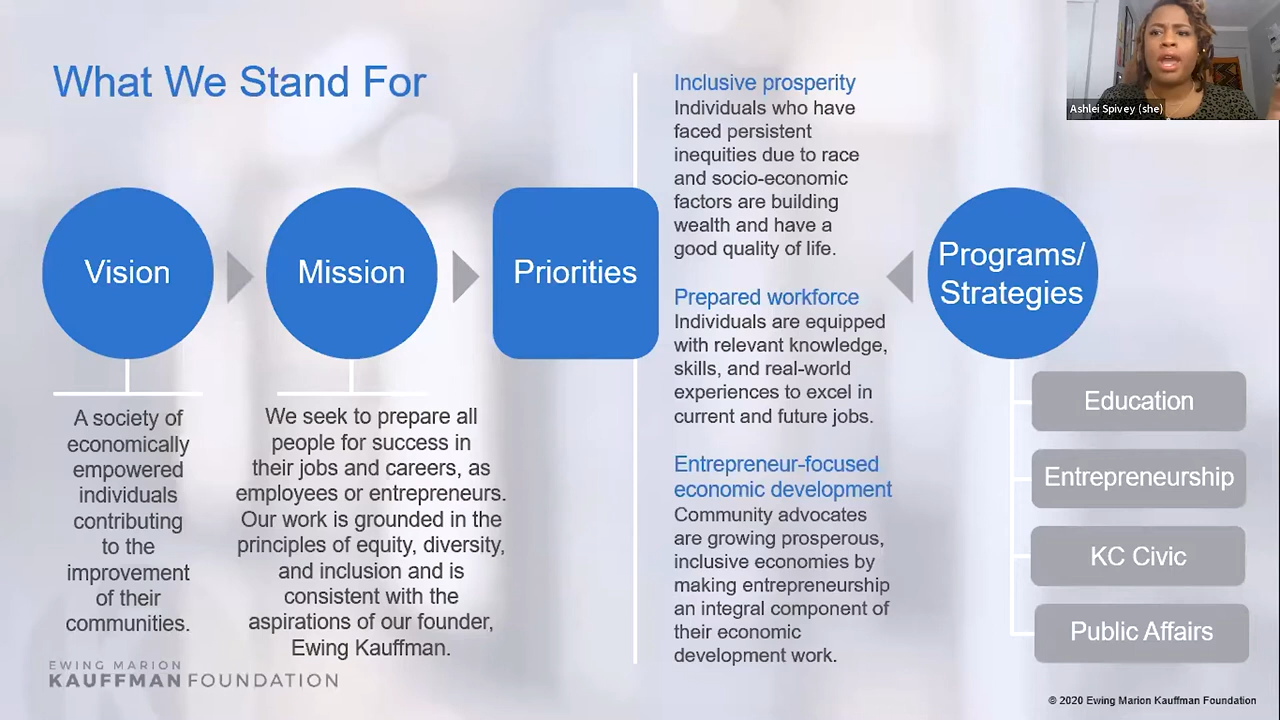 What We Stand For
Ashlei Spivey (she)
Vision
Mission
Priorities
Programs/
Strategies
A society of
economically
empowered
individuals
contributing
to the
improvement
of their
communities.
We seek to prepare all
people for success in
their jobs and careers, as
employees or entrepreneurs.
Our work is grounded in the
principles of equity, diversity,
and inclusion and is
consistent with the
aspirations of our founder,
Ewing Kauffman.
Inclusive prosperity
Individuals who have
faced persistent
inequities due to race
and socio-economic
factors are building
wealth and have a
good quality of life.
Prepared workforce
Individuals are equipped
with relevant knowledge,
skills, and real-world
experiences to excel in
current and future jobs.
Entrepreneur-focused
economic development
Community advocates
are growing prosperous,
inclusive economies by
making entrepreneurship
an integral component of
their economic
development work.
Education
Entrepreneurship
KC Civic
Public Affairs
EWING MARION
KAUFFMAN FOUNDATION
© 2020 Ewing Marion Kauffman Foundation